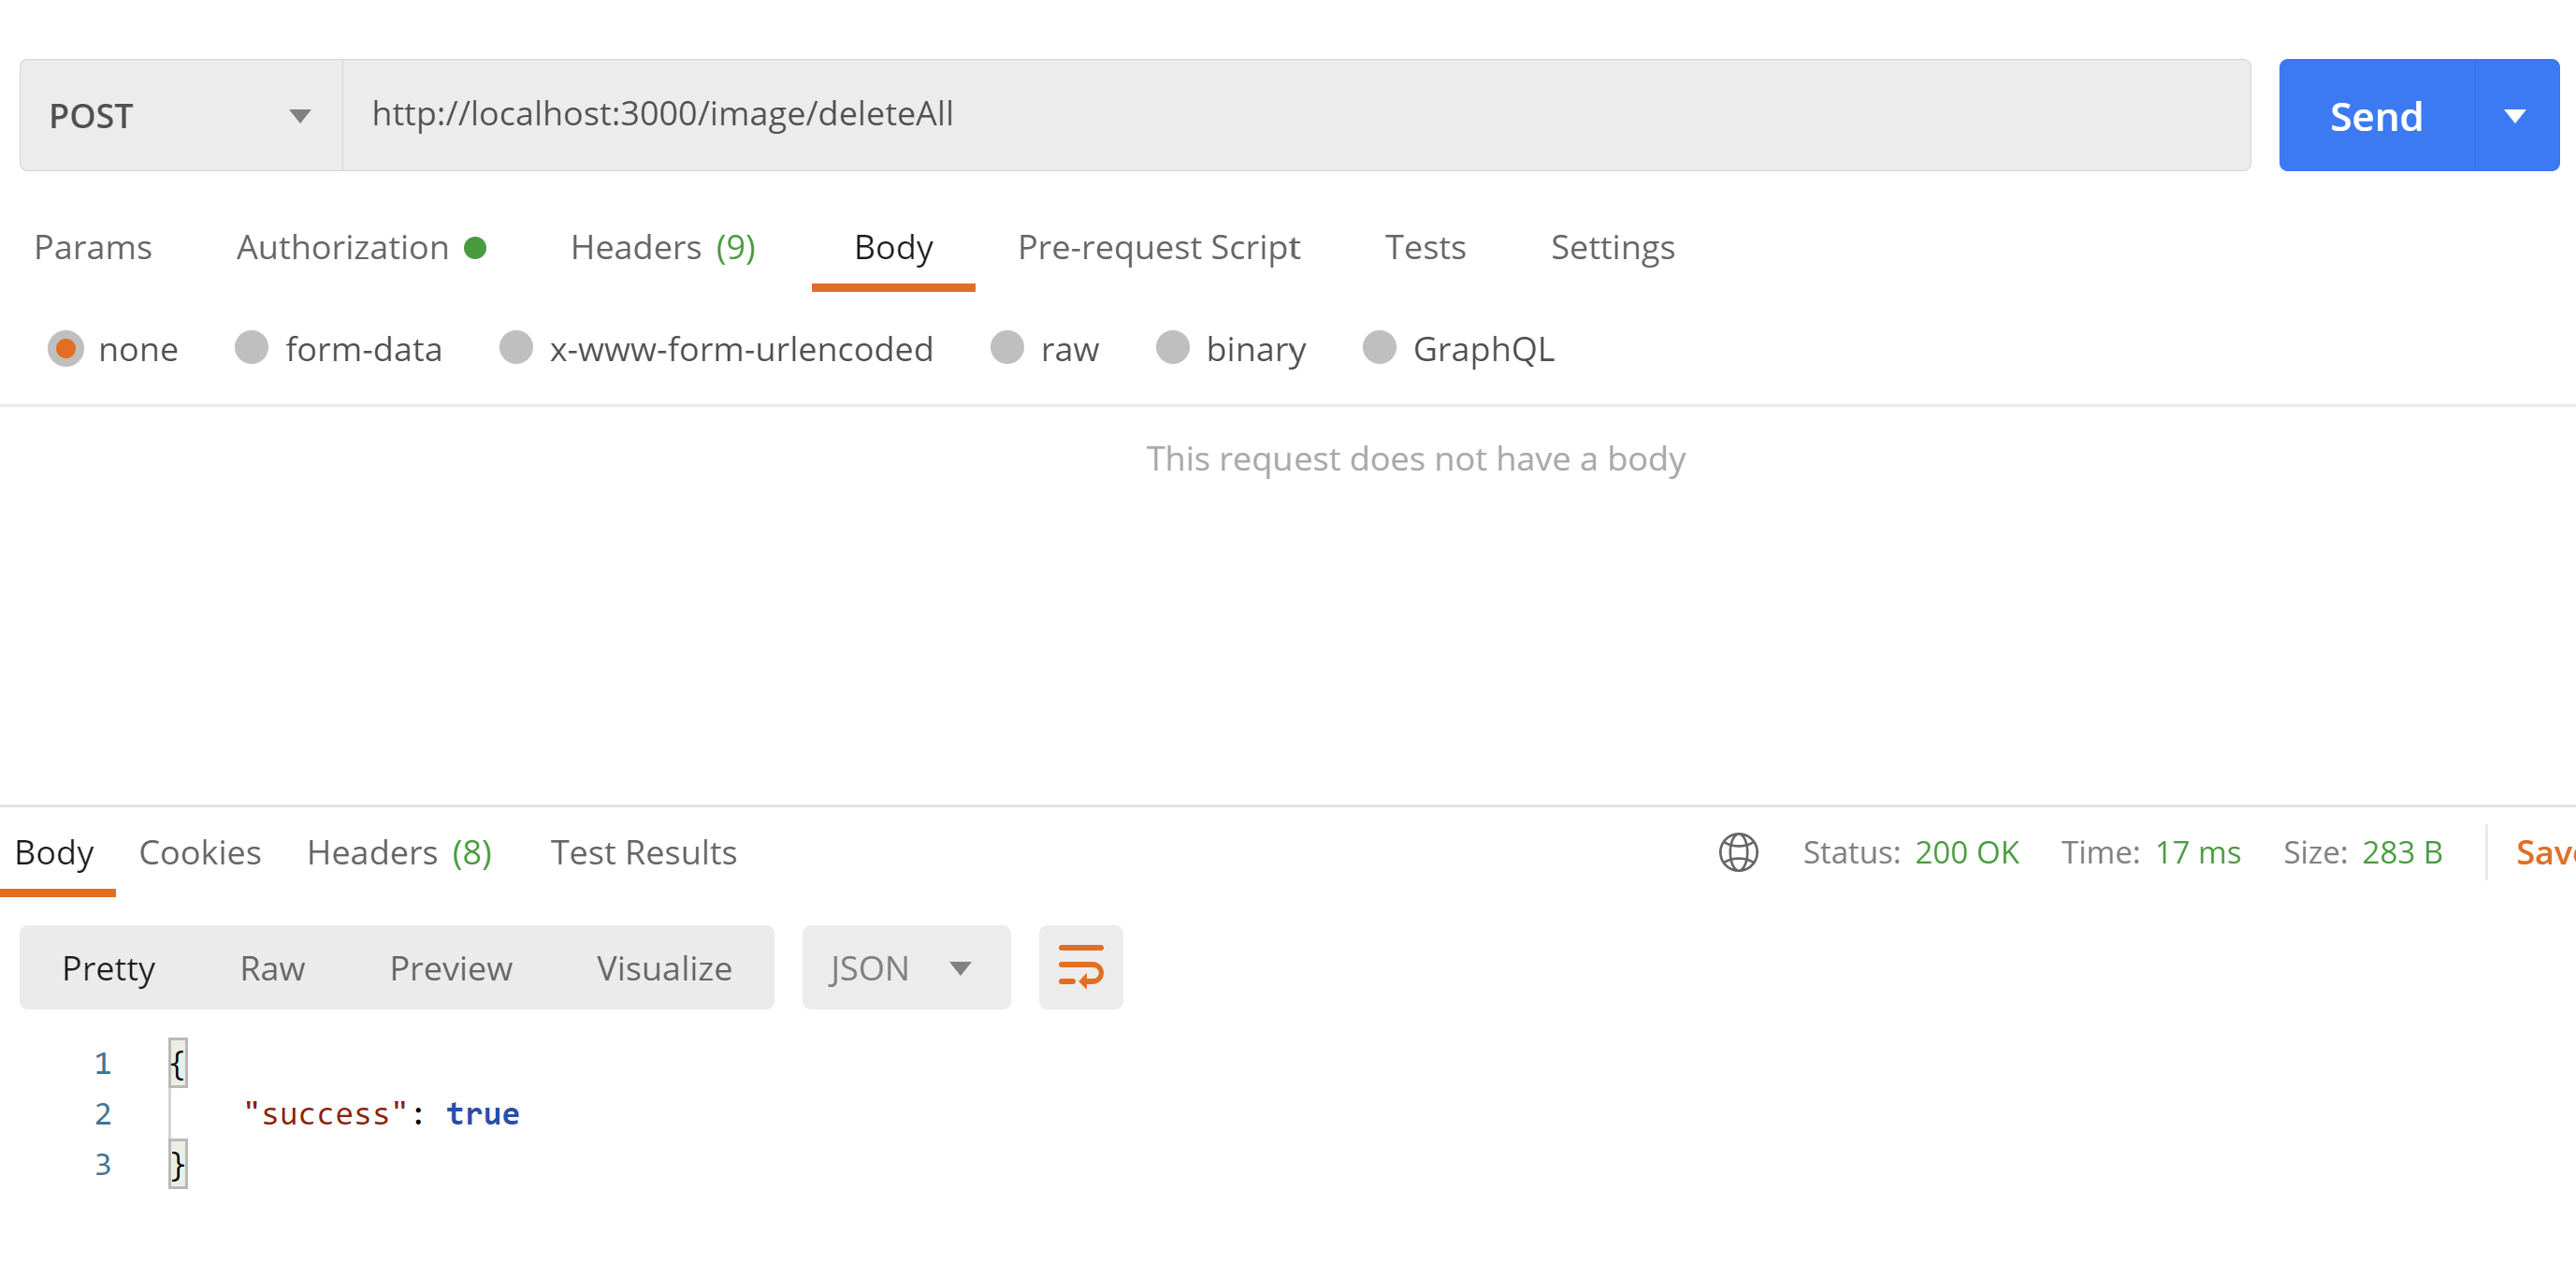 POST http://localhost:3000/image/deleteAll Send
Params Authorization Headers (9) Body Pre-request Script Tests Settings
none form-data x-www-form-urlencoded raw binary GraphQL
This request does not have a body
Body Cookies Headers (8) Test Results Status: 200 OK Time: 17 ms Size: 283 B
Pretty Raw Preview Visualize JSON
1 {
2 "success": true
3 }